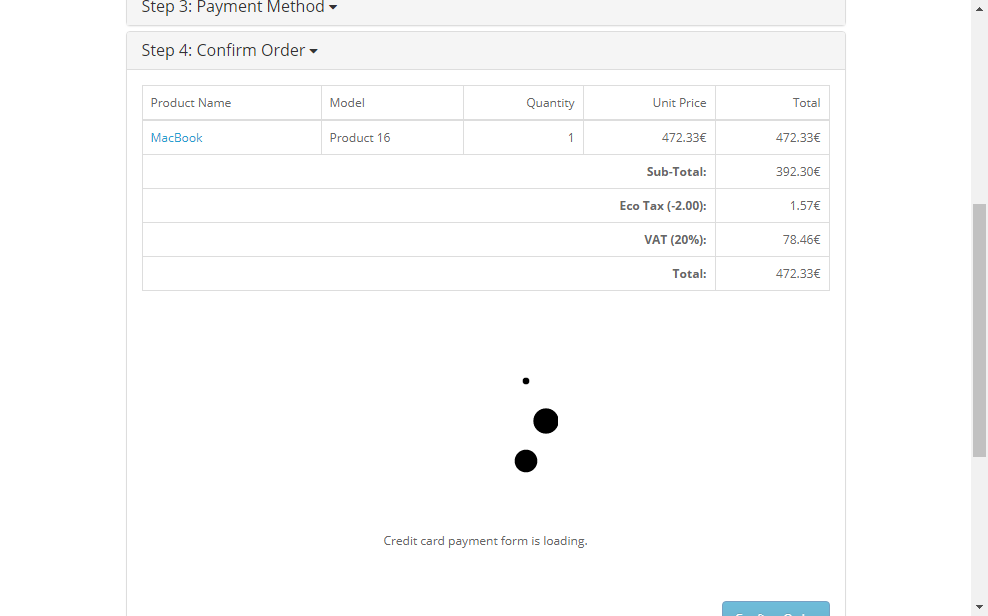 Step 3: Payment Method
Step 4: Confirm Order
Product Name Model Quantity Unit Price Total
MacBook Product 16 1 472.33€ 472.33€
Sub-Total: 392.30€
Eco Tax (-2.00): 1.57€
VAT (20%): 78.46€
Total: 472.33€
Credit card payment form is loading.